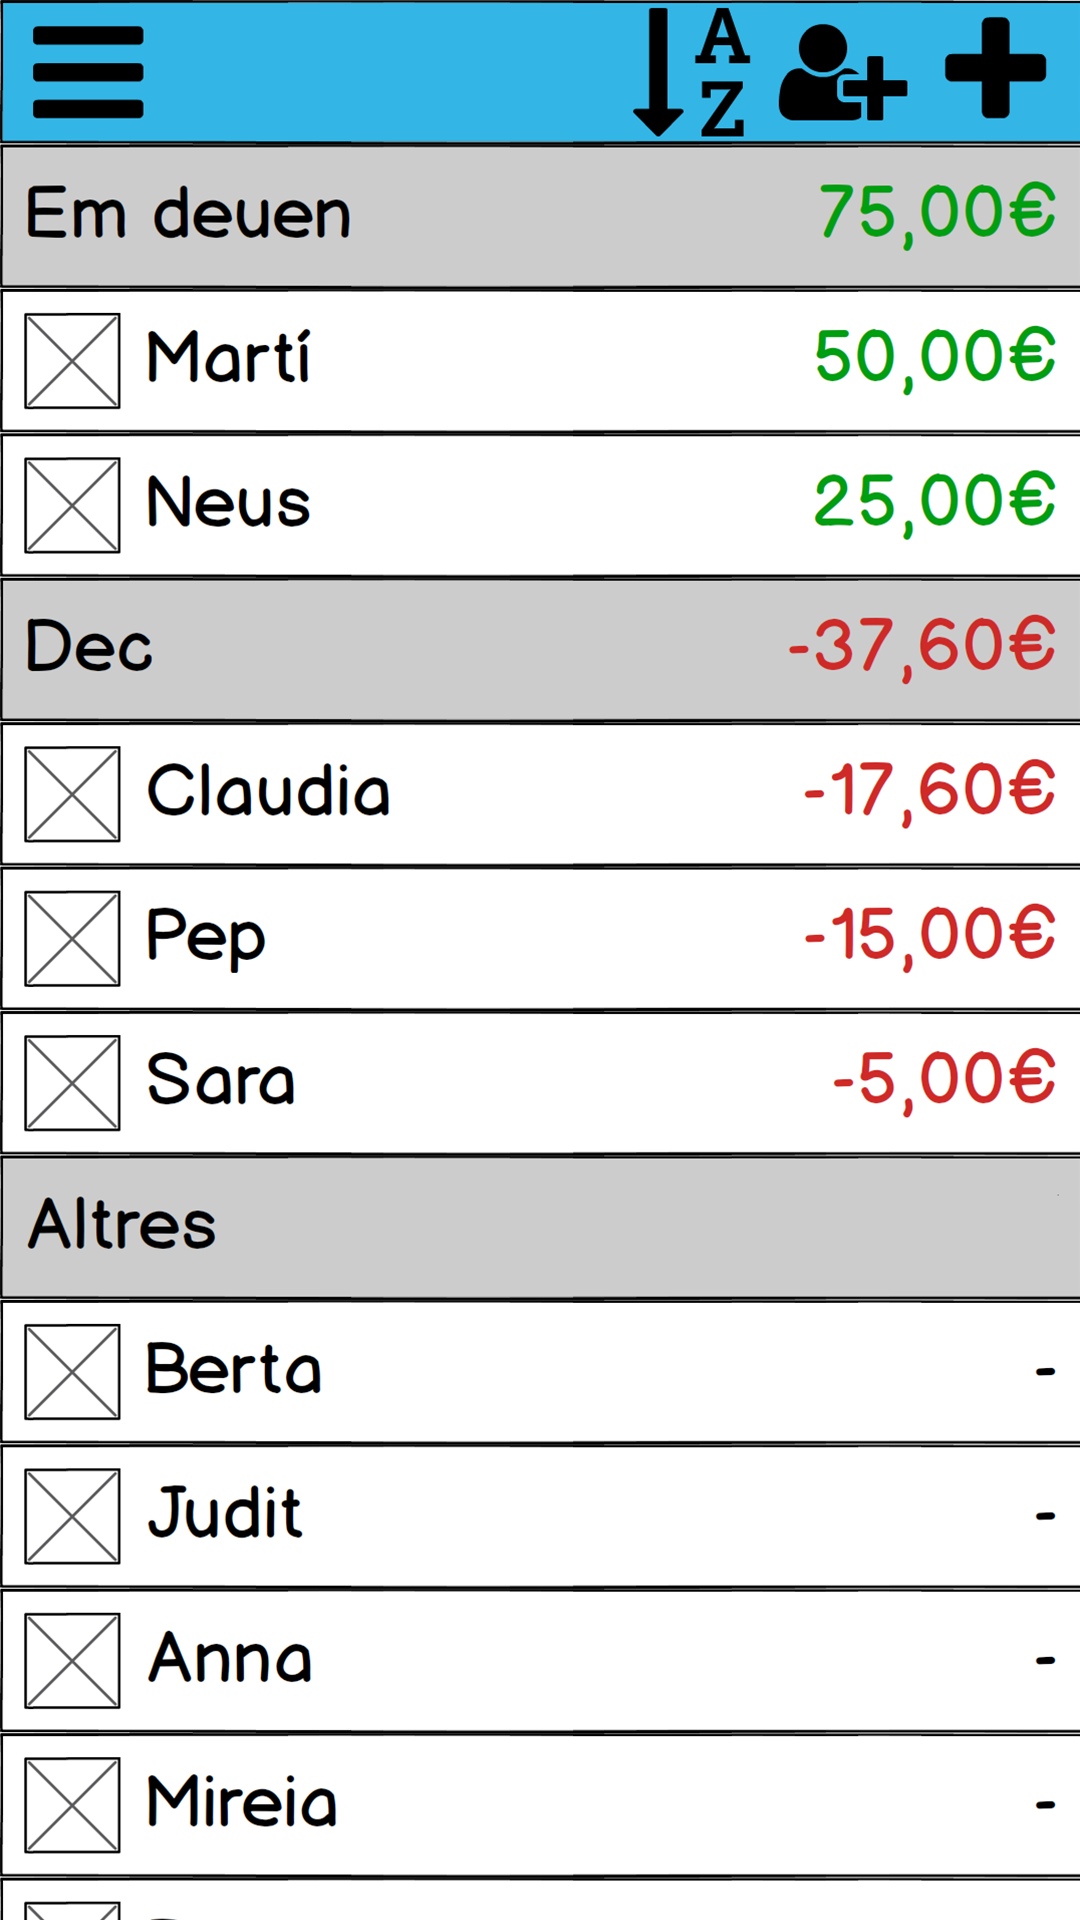 A
Z
Em deuen 75,00€
Martí 50,00€
Neus 25,00€
Dec -37,60€
Claudia -17,60€
Pep -15,00€
Sara -5,00€
Altres
Berta -
Judit -
Anna -
Mireia -